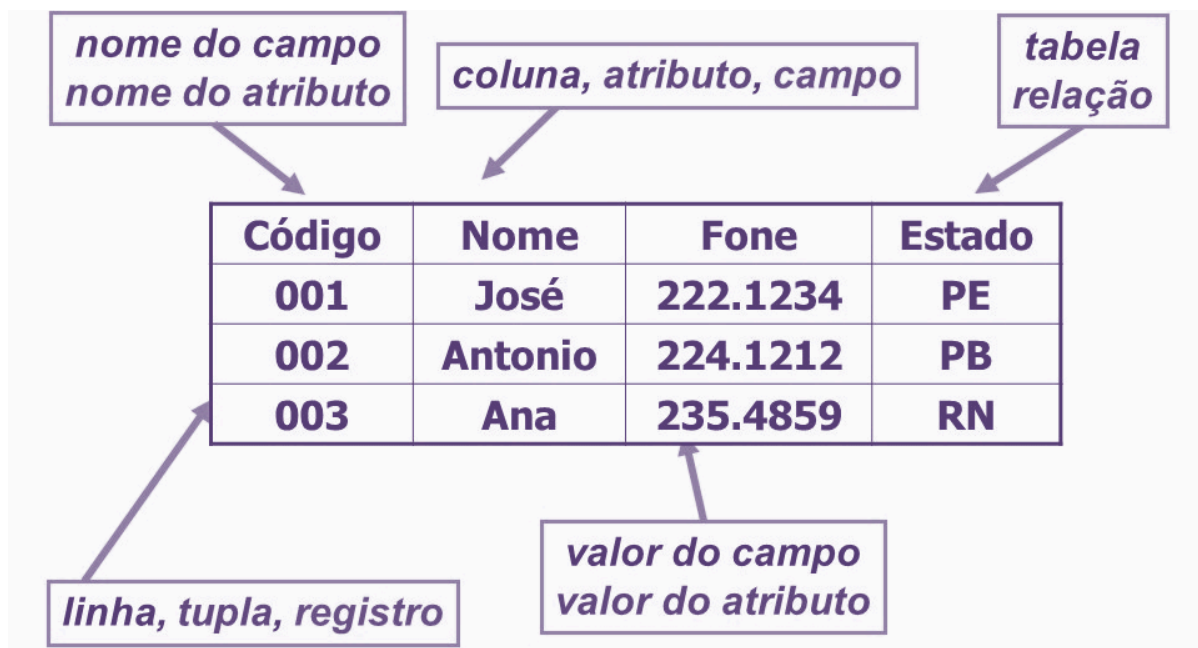 nome do campo
nome do atributo
coluna, atributo, campo
tabela
relação
Código Nome Fone Estado
001 José 222.1234 PE
002 Antonio 224.1212 PB
003 Ana 235.4859 RN
linha, tupla, registro
valor do campo
valor do atributo